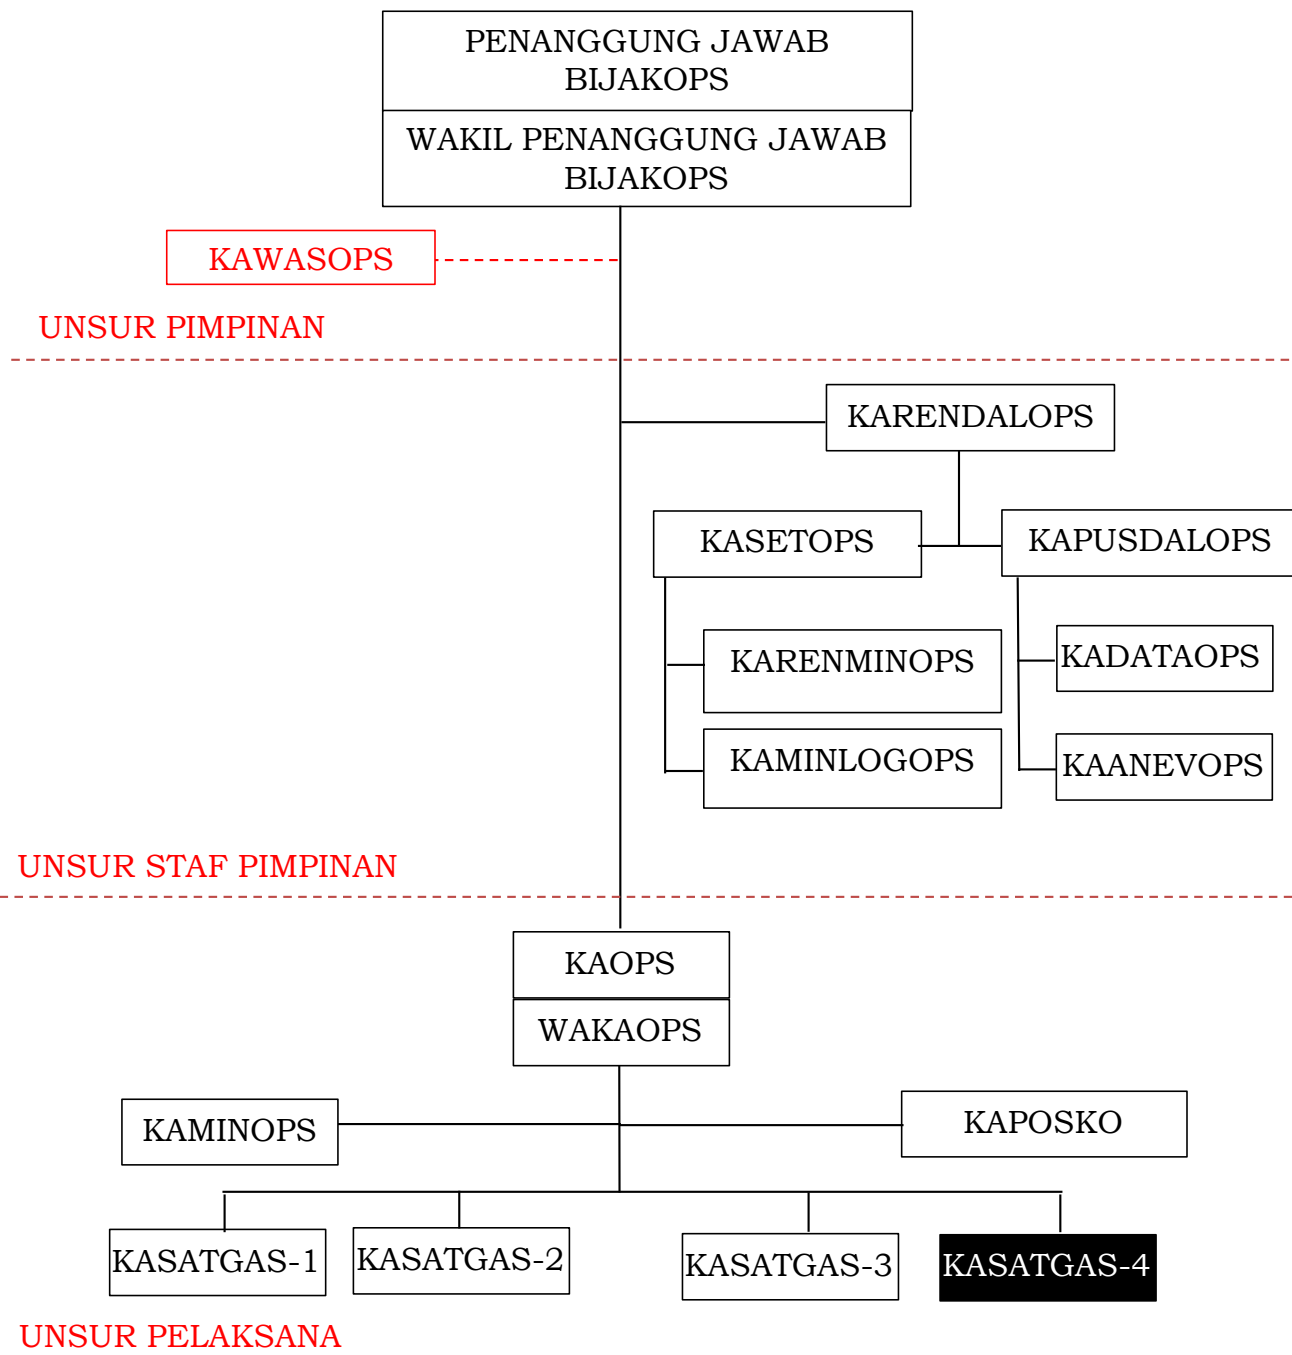 PENANGGUNG JAWAB
BIJAKOPS
WAKIL PENANGGUNG JAWAB
BIJAKOPS
KAWASOPS
UNSUR PIMPINAN
KARENDALOPS
KASETOPS
KAPUSDALOPS
KARENMINOPS
KADATAOPS
KAMINLOGOPS
KAANEVOPS
UNSUR STAF PIMPINAN
KAOPS
WAKAOPS
KAMINOPS
KAPOSKO
KASATGAS-1
KASATGAS-2
KASATGAS-3
KASATGAS-4
UNSUR PELAKSANA